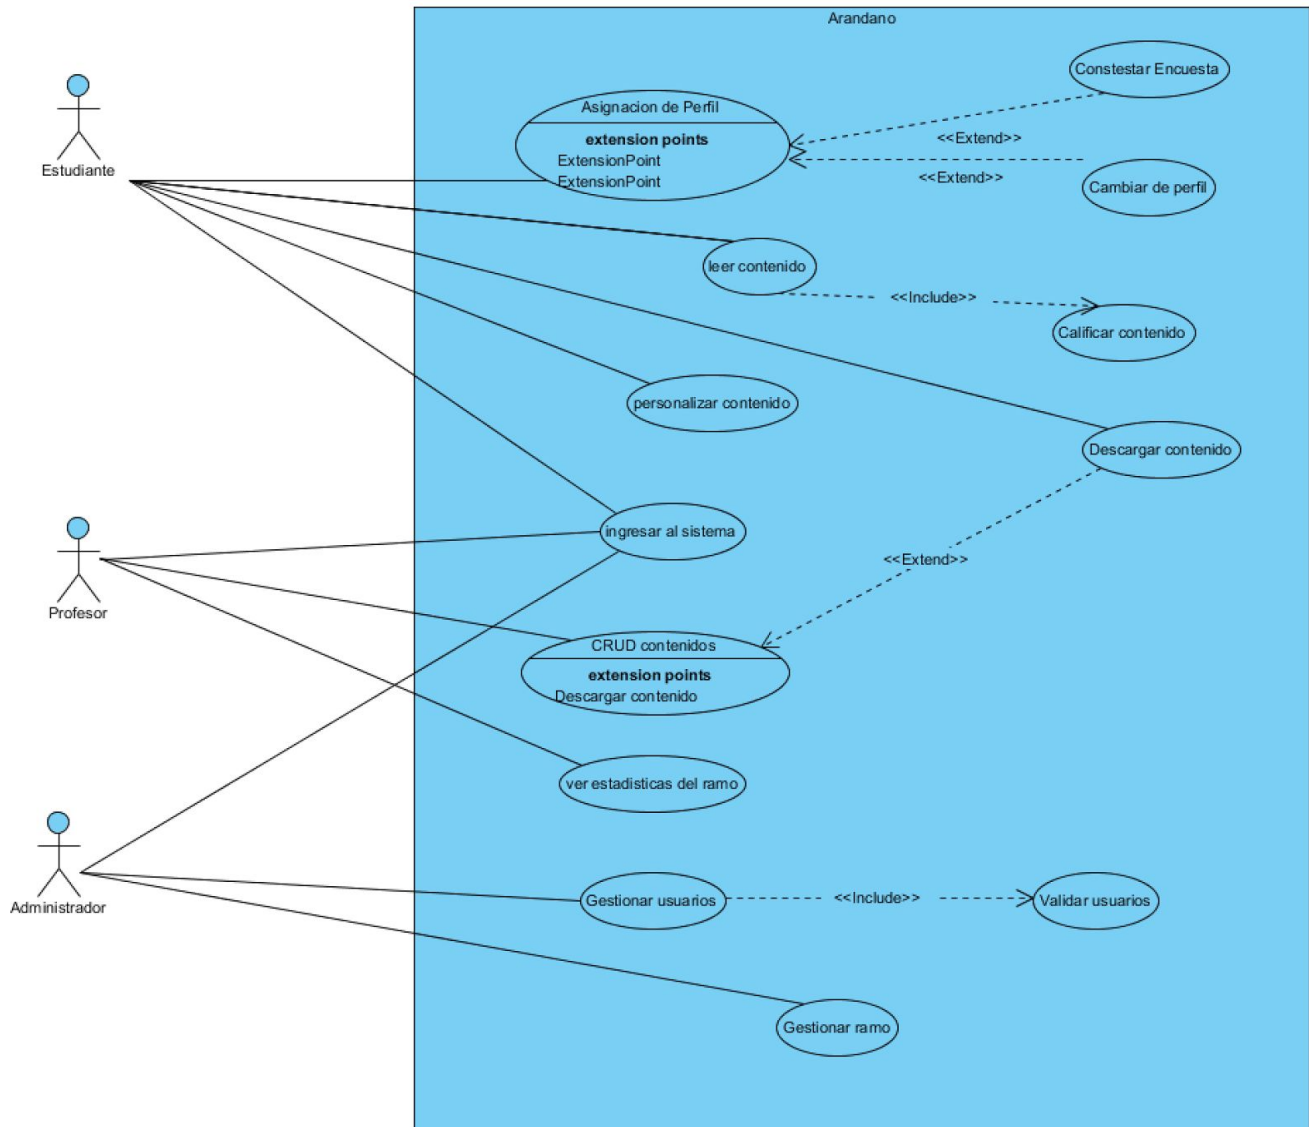 Arandano
Constestar Encuesta
Asignacion de Perfil
extension points
ExtensionPoint
ExtensionPoint
<<Extend>>
<<Extend>>
Cambiar de perfil
Estudiante
leer contenido
<<Include>>
Calificar contenido
personalizar contenido
Descargar contenido
ingresar al sistema
<<Extend>>
Profesor
CRUD contenidos
extension points
Descargar contenido
ver estadisticas del ramo
Administrador
Gestionar usuarios
<<Include>>
Validar usuarios
Gestionar ramo